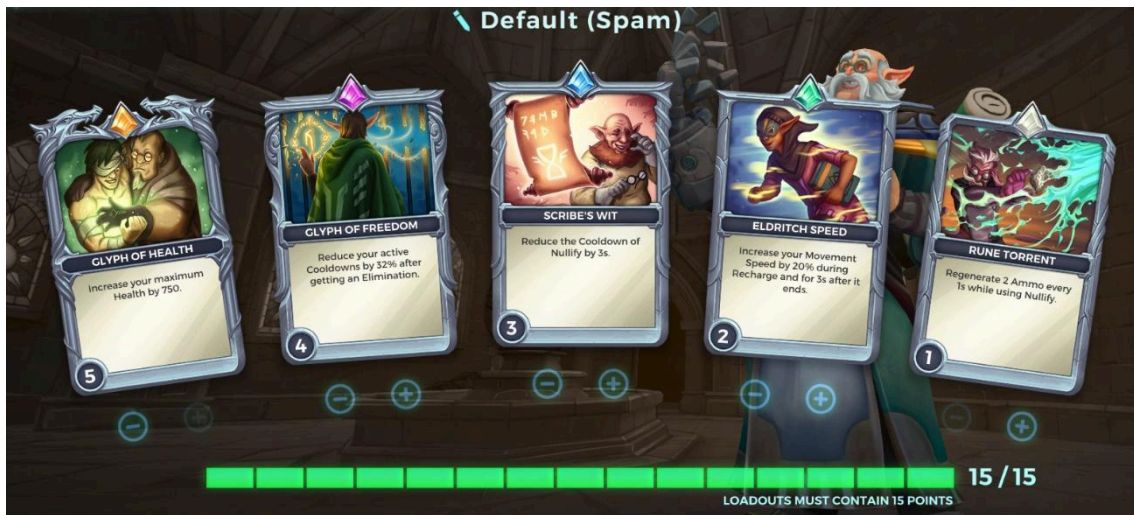 Default (Spam)
GLYPH OF HEALTH
Increase your maximum
Health by 750.
5
GLYPH OF FREEDOM
Reduce your active
Cooldowns by 32% after
getting an Elimination.
4
SCRIBE'S WIT
Reduce the Cooldown of
Nullify by 3s.
3
ELDRITCH SPEED
Increase your Movement
Speed by 20% during
Recharge and for 3s after it
ends.
2
RUNE TORRENT
Regenerate 2 Ammo every
1s while using Nullify.
1
15 / 15
LOADOUTS MUST CONTAIN 15 POINTS